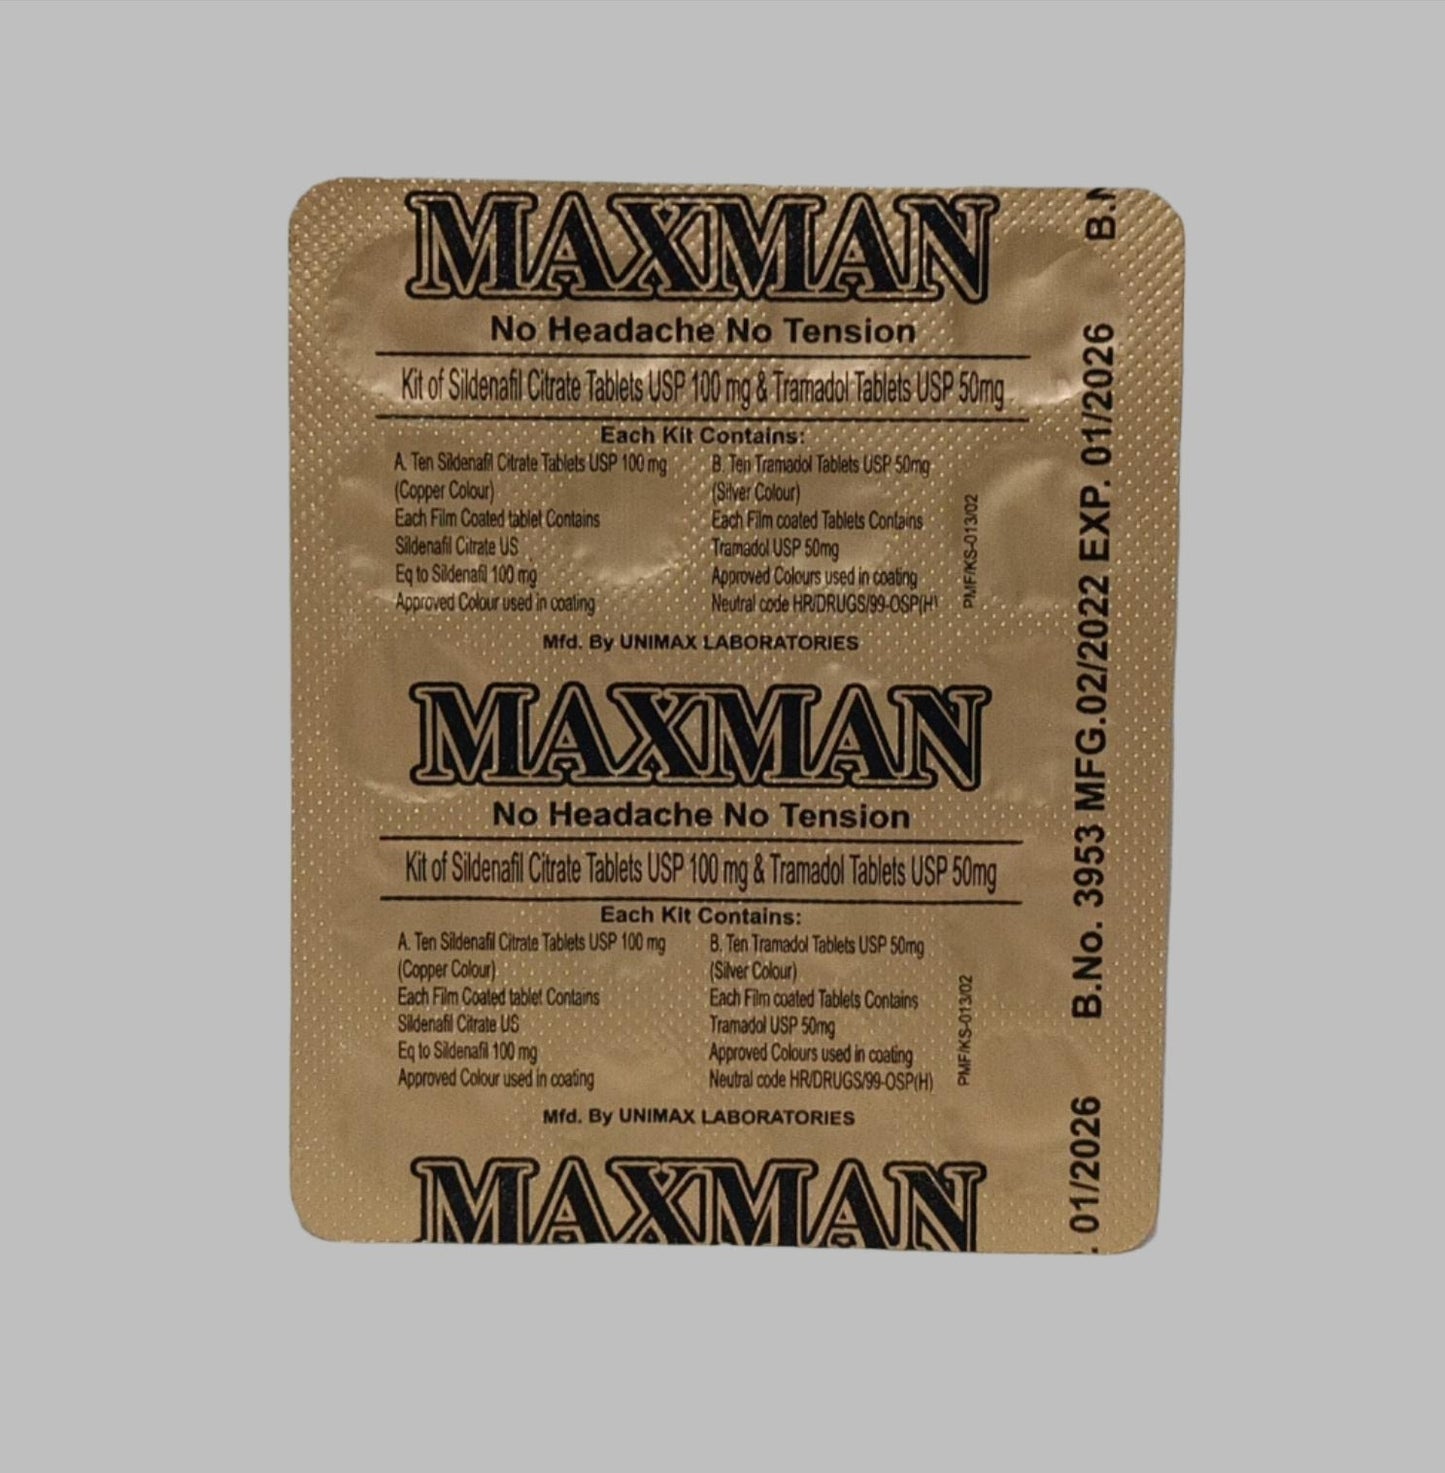 MAXMAN
No Headache No Tension
Kit of Sildenafil Citrate Tablets USP 100 mg & Tramadol Tablets USP 50mg
Each Kit Contains:
A. Ten Sildenafil Citrate Tablets USP 100 mg
(Copper Colour)
Each Film Coated tablet Contains
Sildenafil Citrate US
Eq to Sildenafil 100 mg
Approved Colour used in coating
B. Ten Tramadol Tablets USP 50mg
(Silver Colour)
Each Film coated Tablets Contains
Tramadol USP 50mg
Approved Colours used in coating
Neutral code HR/DRUGS/99-OSP(H)
PMF/KS-013/02
Mfd. By UNIMAX LABORATORIES
MAXMAN
No Headache No Tension
Kit of Sildenafil Citrate Tablets USP 100 mg & Tramadol Tablets USP 50mg
Each Kit Contains:
A. Ten Sildenafil Citrate Tablets USP 100 mg
(Copper Colour)
Each Film Coated tablet Contains
Sildenafil Citrate US
Eq to Sildenafil 100 mg
Approved Colour used in coating
B. Ten Tramadol Tablets USP 50mg
(Silver Colour)
Each Film coated Tablets Contains
Tramadol USP 50mg
Approved Colours used in coating
Neutral code HR/DRUGS/99-OSP(H)
PMF/KS-013/02
Mfd. By UNIMAX LABORATORIES
MAXMAN
. 01/2026
B.No. 3953 MFG.02/2022 EXP. 01/2026
B.N